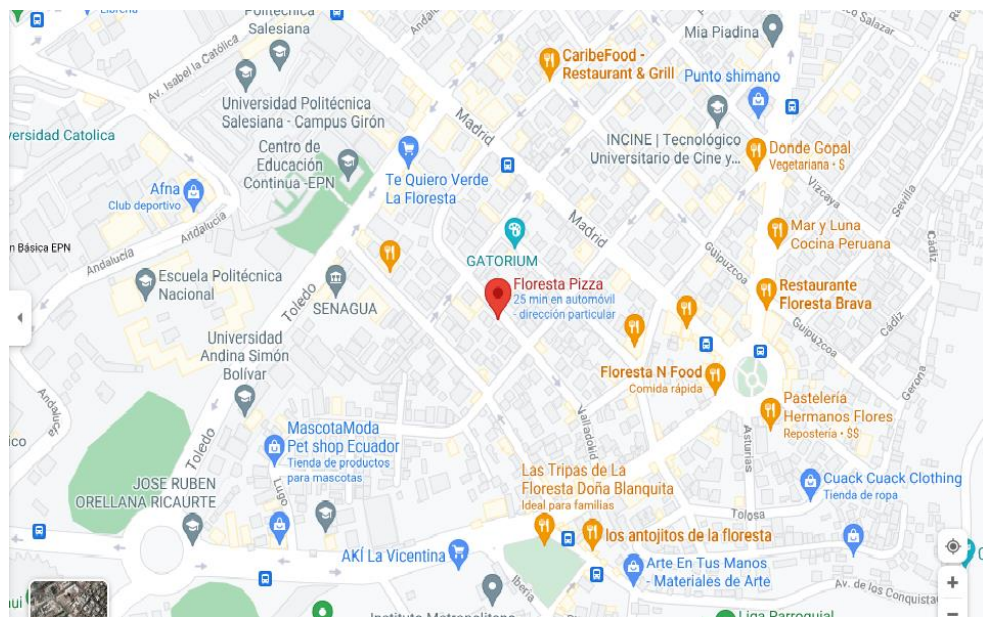 Salesiana
Mia Piadina
CaribeFood -
Restaurant & Grill
Punto shimano
Av. Isabel la Católica
Andalucía
Universidad Politécnica
Salesiana - Campus Girón
Madrid
INCINE | Tecnológico
Universitario de Cine y...
Donde Gopal
Vegetariana • $
Centro de
Educación
Continua -EPN
Te Quiero Verde
La Floresta
Afna
Club deportivo
Andalucía
Vizcaya
Sevilla
Cádiz
Madrid
Guipuzcoa
Mar y Luna
Cocina Peruana
n Básica EPN
Andalucía
GATORIUM
Escuela Politécnica
Nacional
Toledo
SENAGUA
Floresta Pizza
25 min en automóvil
- dirección particular
Restaurante
Floresta Brava
Guipuzcoa
Cádiz
Universidad
Andina Simón
Bolívar
Floresta N Food
Comida rápida
Gerona
Andalucía
Pastelería
Hermanos Flores
Repostería • $$
Valladolid
Asturias
MascotaModa
Pet shop Ecuador
Tienda de productos
para mascotas
Toledo
Lugo
Las Tripas de La
Floresta Doña Blanquita
Ideal para familias
JOSE RUBEN
ORELLANA RICAURTE
Cuack Cuack Clothing
Tienda de ropa
Tolosa
los antojitos de la floresta
AKÍ La Vicentina
Arte En Tus Manos
- Materiales de Arte
Iberia
Av. de los Conquista
Instituto Metropolitano
Liga Parroquial